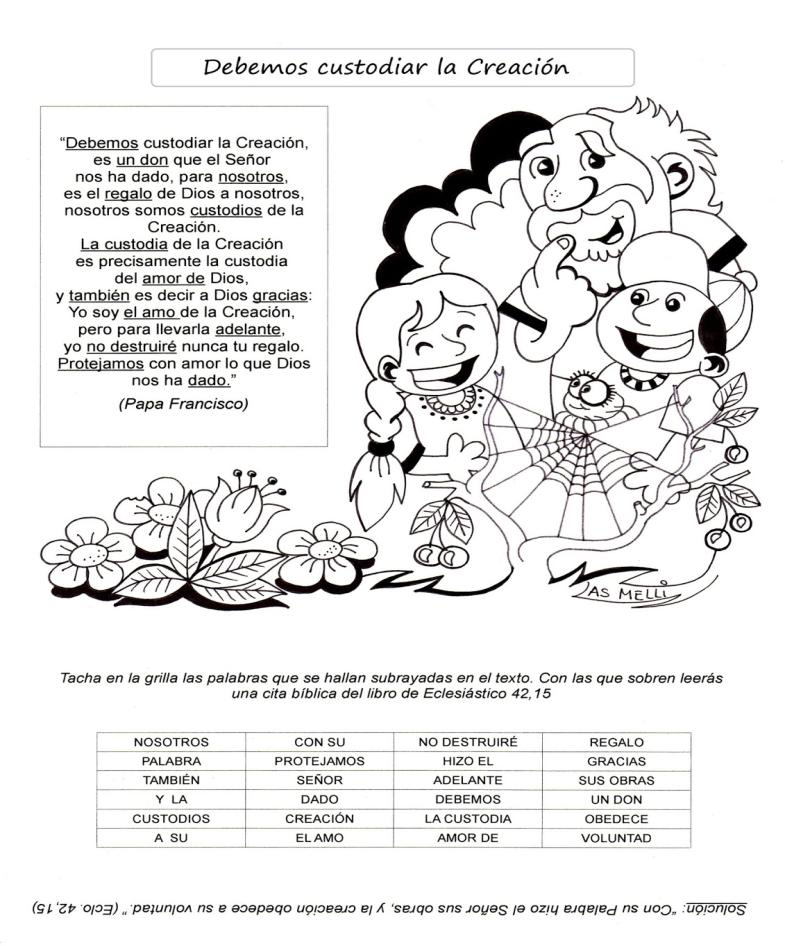 Debemos custodiar la Creación
“Debemos custodiar la Creación,
es un don que el Señor
nos ha dado, para nosotros,
es el regalo de Dios a nosotros,
nosotros somos custodios de la
Creación.
La custodia de la Creación
es precisamente la custodia
del amor de Dios,
y también es decir a Dios gracias:
Yo soy el amo de la Creación,
pero para llevarla adelante,
yo no destruiré nunca tu regalo.
Protejamos con amor lo que Dios
nos ha dado.”
(Papa Francisco)
LAS MELLI
Tacha en la grilla las palabras que se hallan subrayadas en el texto. Con las que sobren leerás
una cita bíblica del libro de Eclesiástico 42,15
NOSOTROS CON SU NO DESTRUIRÉ REGALO
PALABRA PROTEJAMOS HIZO EL GRACIAS
TAMBIÉN SEÑOR ADELANTE SUS OBRAS
Y LA DADO DEBEMOS UN DON
CUSTODIOS CREACIÓN LA CUSTODIA OBEDECE
A SU EL AMO AMOR DE VOLUNTAD
Solución: “Con su Palabra hizo el Señor sus obras, y la creación obedece a su voluntad.” (Eclo. 42,15)